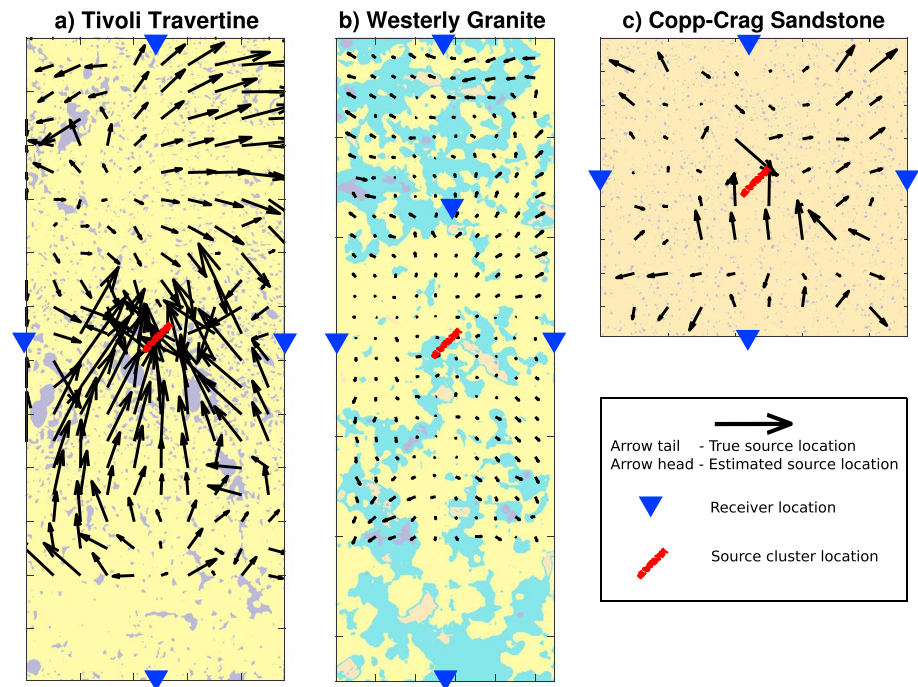 a) Tivoli Travertine
b) Westerly Granite
c) Copp-Crag Sandstone
Arrow tail - True source location
Arrow head - Estimated source location
Receiver location
Source cluster location